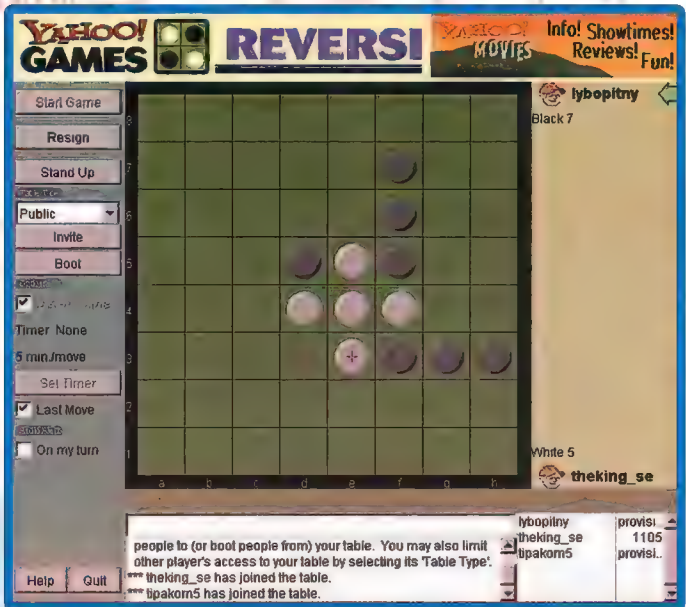 YAHOO! GAMES
REVERSI
YAHOO! MOVIES
Info! Showtimes!
Reviews! Fun!
Start Game
Resign
Stand Up
Public
Invite
Boot
Timer None
5 min./move
Set Timer
Last Move
On my turn
Help Quit
8
7
6
5
4
3
2
1
a b c d e f g h
lybopitny
Black 7
White 5
theking_se
people to (or boot people from) your table. You may also limit
other player's access to your table by selecting its 'Table Type'.
*** theking_se has joined the table.
*** tipakorn5 has joined the table.
lybopitny provisi
theking_se 1105
tipakorn5 provisi..